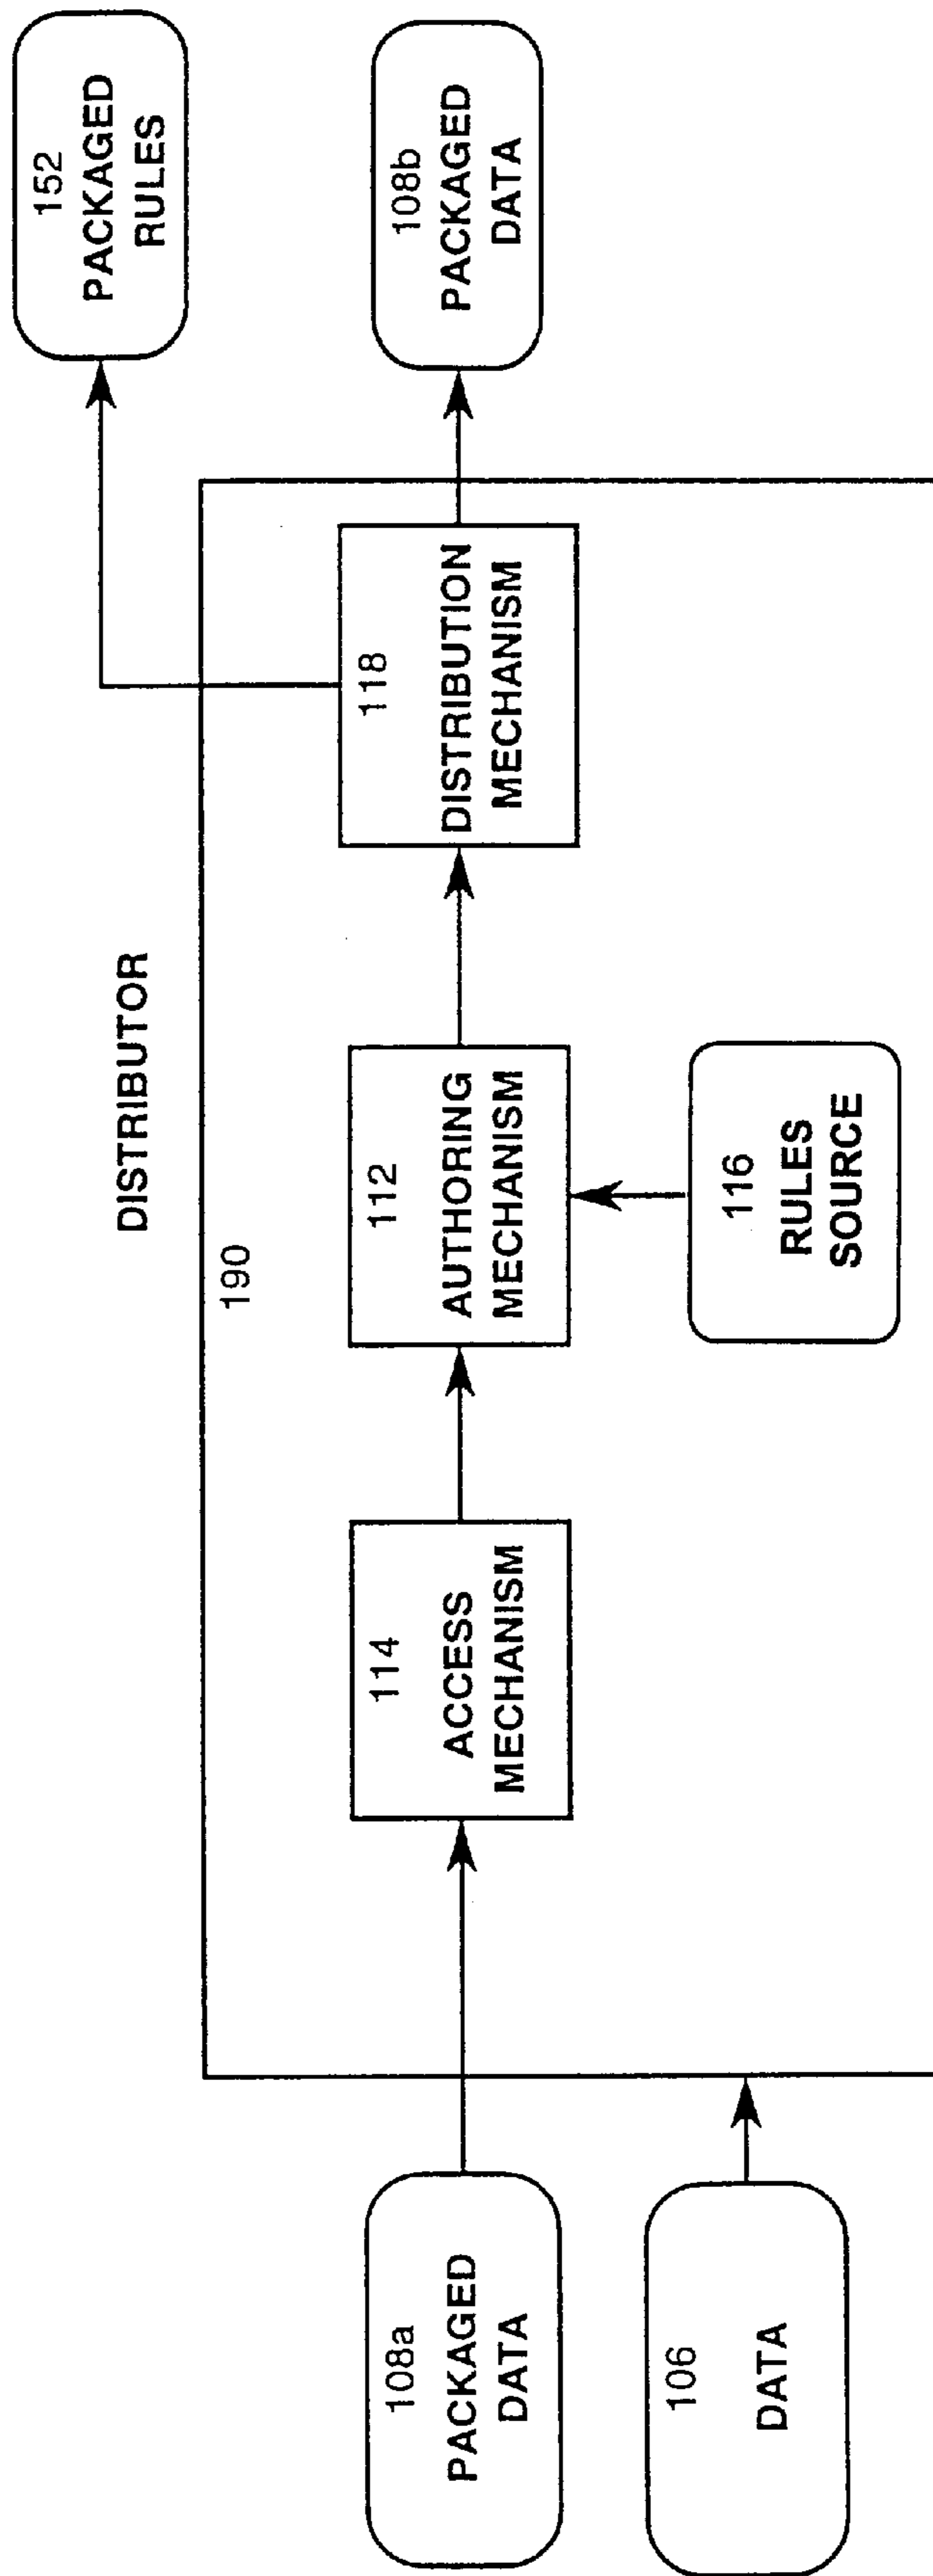 DISTRIBUTOR
190
152
PACKAGED
RULES
108a
PACKAGED
DATA
114
ACCESS
MECHANISM
112
AUTHORING
MECHANISM
118
DISTRIBUTION
MECHANISM
108b
PACKAGED
DATA
106
DATA
116
RULES
SOURCE